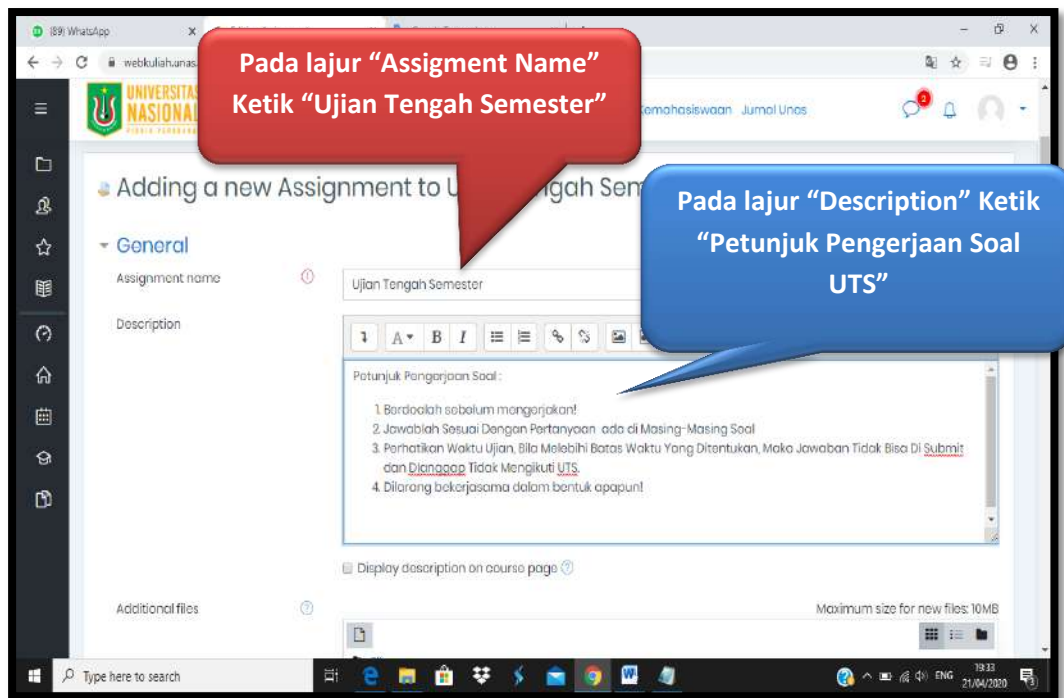 (89) WhatsApp
webkuliah.unas.
Pada lajur “Assigment Name”
Ketik “Ujian Tengah Semester”
UNIVERSITAS
NASIONAL
Kemahasiswaan Jurnal Unas
2
Adding a new Assignment to U gah Sem
Pada lajur “Description” Ketik
“Petunjuk Pengerjaan Soal
UTS”
General
Assignment name
Ujian Tengah Semester
Description
A B I
Petunjuk Pengerjaan Soal :
1. Berdoalah sebelum mengerjakan!
2. Jawablah Sesuai Dengan Pertanyaan ada di Masing-Masing Soal
3. Perhatikan Waktu Ujian, Bila Melebihi Batas Waktu Yang Ditentukan, Maka Jawaban Tidak Bisa Di Submit
dan Dianggap Tidak Mengikuti UTS.
4. Dilarang bekerjasama dalam bentuk apapun!
Display description on course page
Additional files
Maximum size for new files: 10MB
Type here to search
ENG
19:33
21/04/2020
3